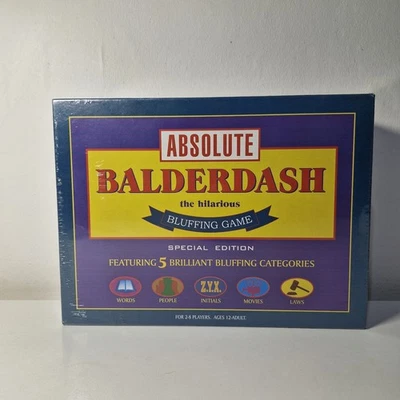 ABSOLUTE
BALDERDASH
the hilarious
BLUFFING GAME
SPECIAL EDITION
FEATURING 5 BRILLIANT BLUFFING CATEGORIES
Z.Y.X.
WORDS PEOPLE INITIALS MOVIES LAWS
FOR 2-8 PLAYERS. AGES 12-ADULT.